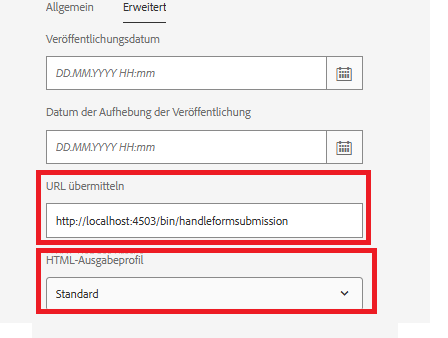 Allgemein Erweitert
Veröffentlichungsdatum
DD.MM.YYYY HH:mm
Datum der Aufhebung der Veröffentlichung
DD.MM.YYYY HH:mm
URL übermitteln
http://localhost:4503/bin/handleformsubmission
HTML-Ausgabeprofil
Standard